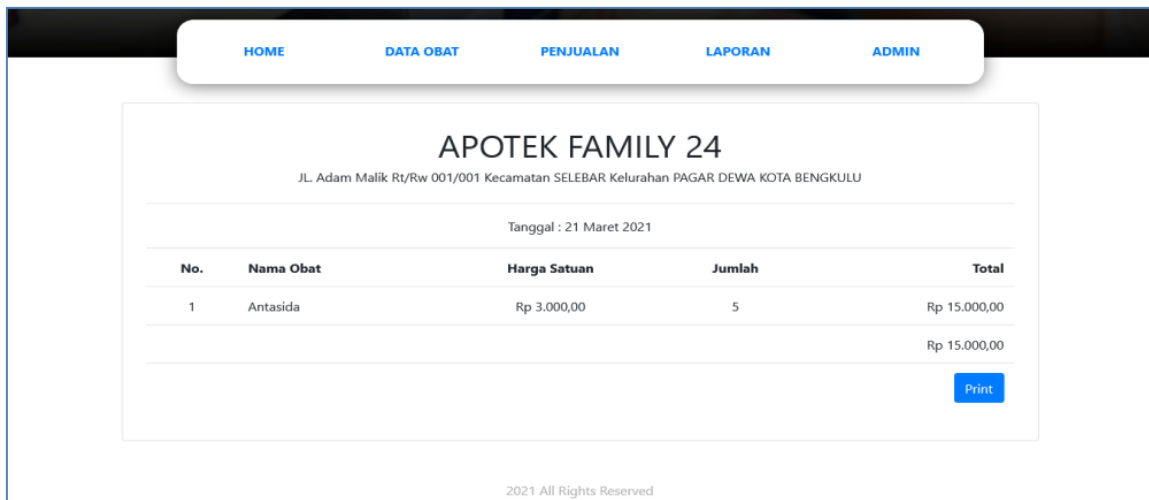 HOME DATA OBAT PENJUALAN LAPORAN ADMIN
APOTEK FAMILY 24
JL. Adam Malik Rt/Rw 001/001 Kecamatan SELEBAR Kelurahan PAGAR DEWA KOTA BENGKULU
Tanggal : 21 Maret 2021
No. Nama Obat Harga Satuan Jumlah Total
1 Antasida Rp 3.000,00 5 Rp 15.000,00
Rp 15.000,00
Print
2021 All Rights Reserved